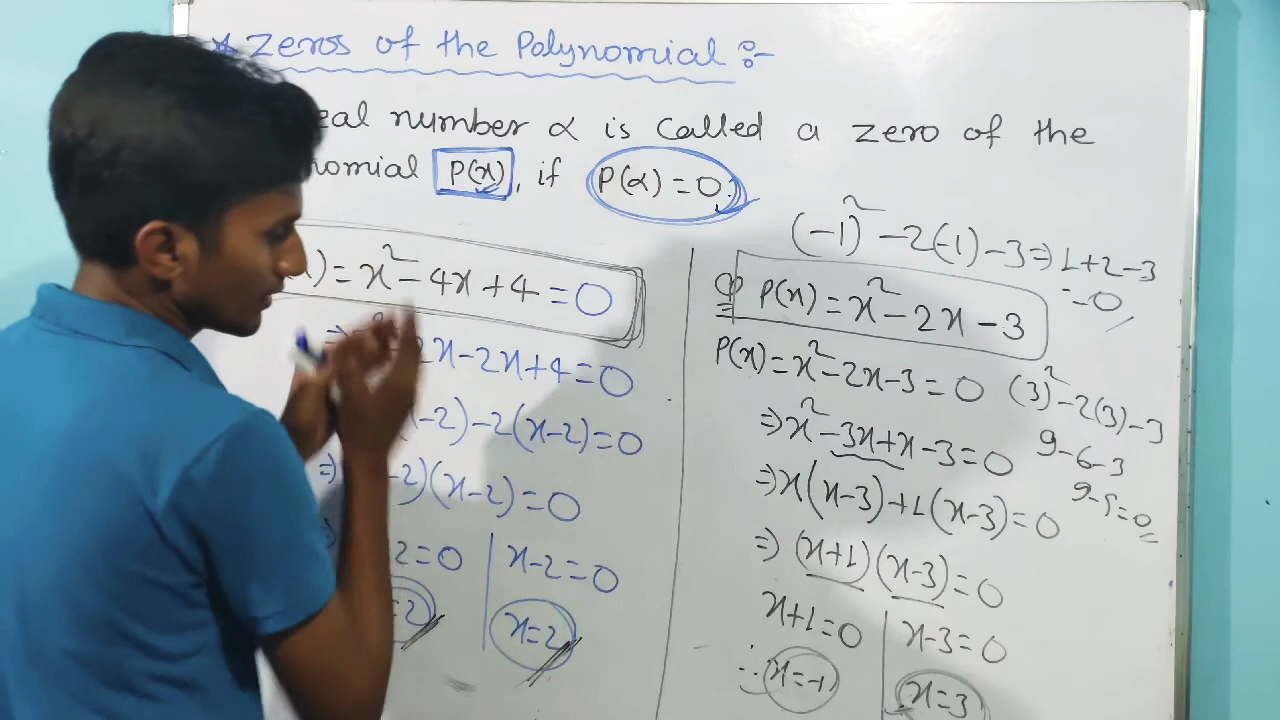 * Zeros of the Polynomial :-
eal number α is called a zero of the
nomial P(x), if P(α) = 0.
) = x² - 4x + 4 = 0
⇒ 2x - 2x + 4 = 0
-2) - 2(x-2) = 0
⇒ -2)(x-2) = 0
2 = 0 | x-2 = 0
=2 | x=2
(-1)² - 2(-1) - 3 ⇒ 1+2-3
= 0
Q P(x) = x² - 2x - 3
P(x) = x² - 2x - 3 = 0
⇒ x² - 3x + x - 3 = 0
⇒ x(x-3) + 1(x-3) = 0
⇒ (x+1)(x-3) = 0
x+1 = 0 | x-3 = 0
∴ x=-1 | x=3
(3)² - 2(3) - 3
9-6-3
9-9=0